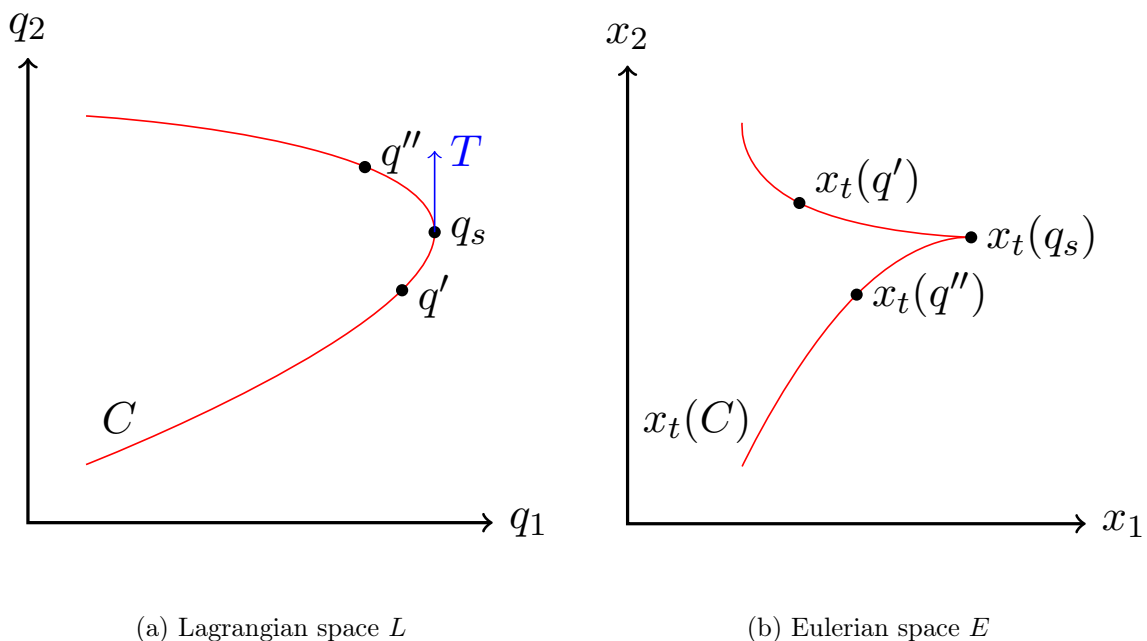 q₂
q''
T
q_s
q'
C
q₁
(a) Lagrangian space L
x₂
x_t(q')
x_t(q_s)
x_t(q'')
x_t(C)
x₁
(b) Eulerian space E